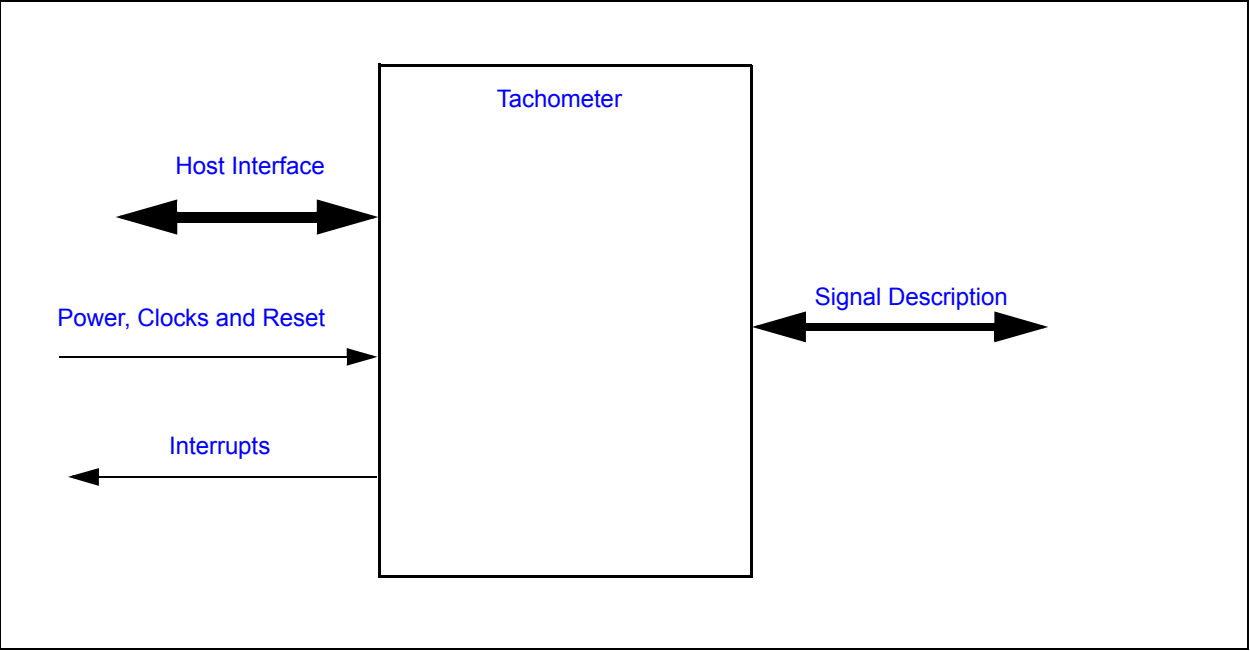 Tachometer
Host Interface
Signal Description
Power, Clocks and Reset
Interrupts